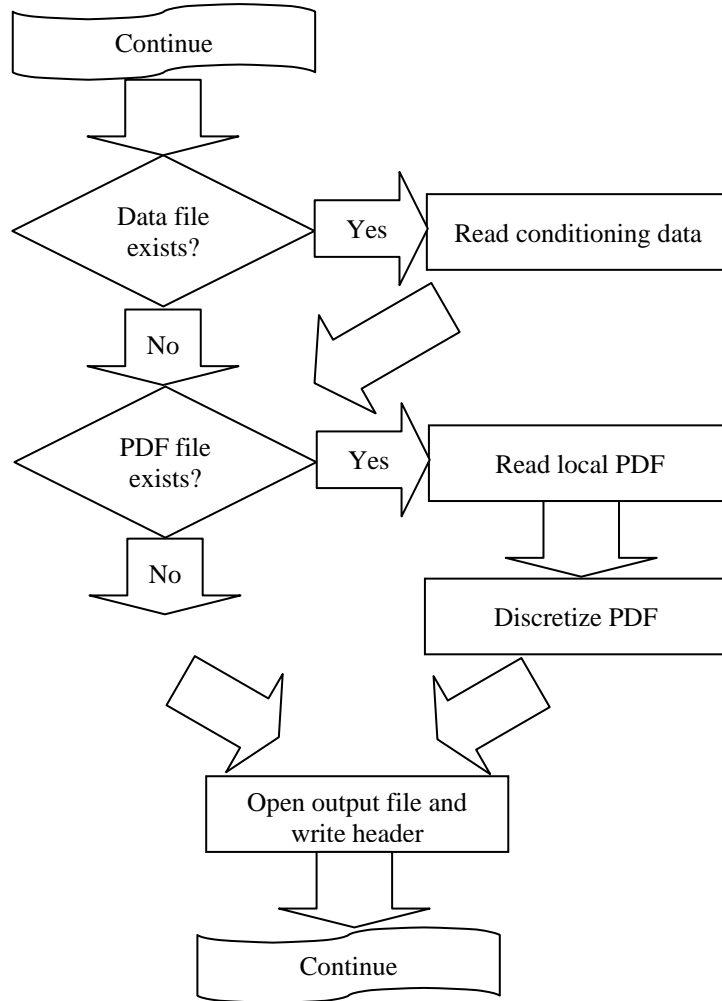 Continue
Data file
exists?
Yes
Read conditioning data
No
PDF file
exists?
Yes
Read local PDF
No
Discretize PDF
Open output file and
write header
Continue